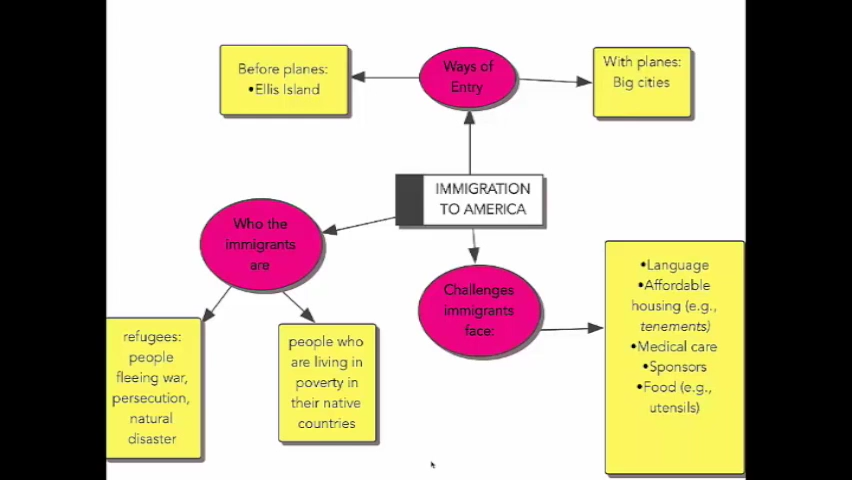 Before planes:
•Ellis Island
Ways of
Entry
With planes:
Big cities
IMMIGRATION
TO AMERICA
Who the
immigrants
are
Challenges
immigrants
face:
•Language
•Affordable
housing (e.g.,
tenements)
•Medical care
•Sponsors
•Food (e.g.,
utensils)
refugees:
people
fleeing war,
persecution,
natural
disaster
people who
are living in
poverty in
their native
countries